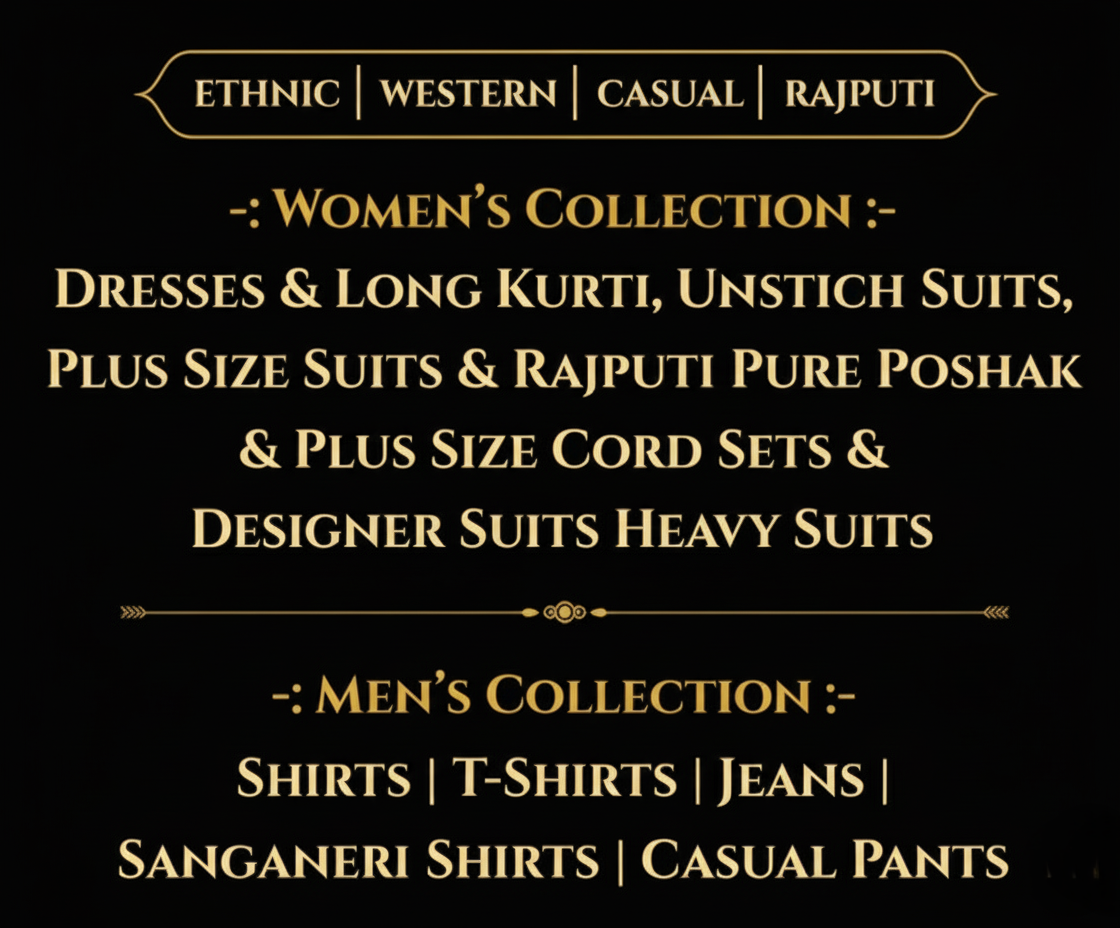 ETHNIC | WESTERN | CASUAL | RAJPUTI
-: WOMEN’S COLLECTION :-
DRESSES & LONG KURTI, UNSTICH SUITS,
PLUS SIZE SUITS & RAJPUTI PURE POSHAK
& PLUS SIZE CORD SETS &
DESIGNER SUITS HEAVY SUITS
-: MEN’S COLLECTION :-
SHIRTS | T-SHIRTS | JEANS |
SANGANERI SHIRTS | CASUAL PANTS